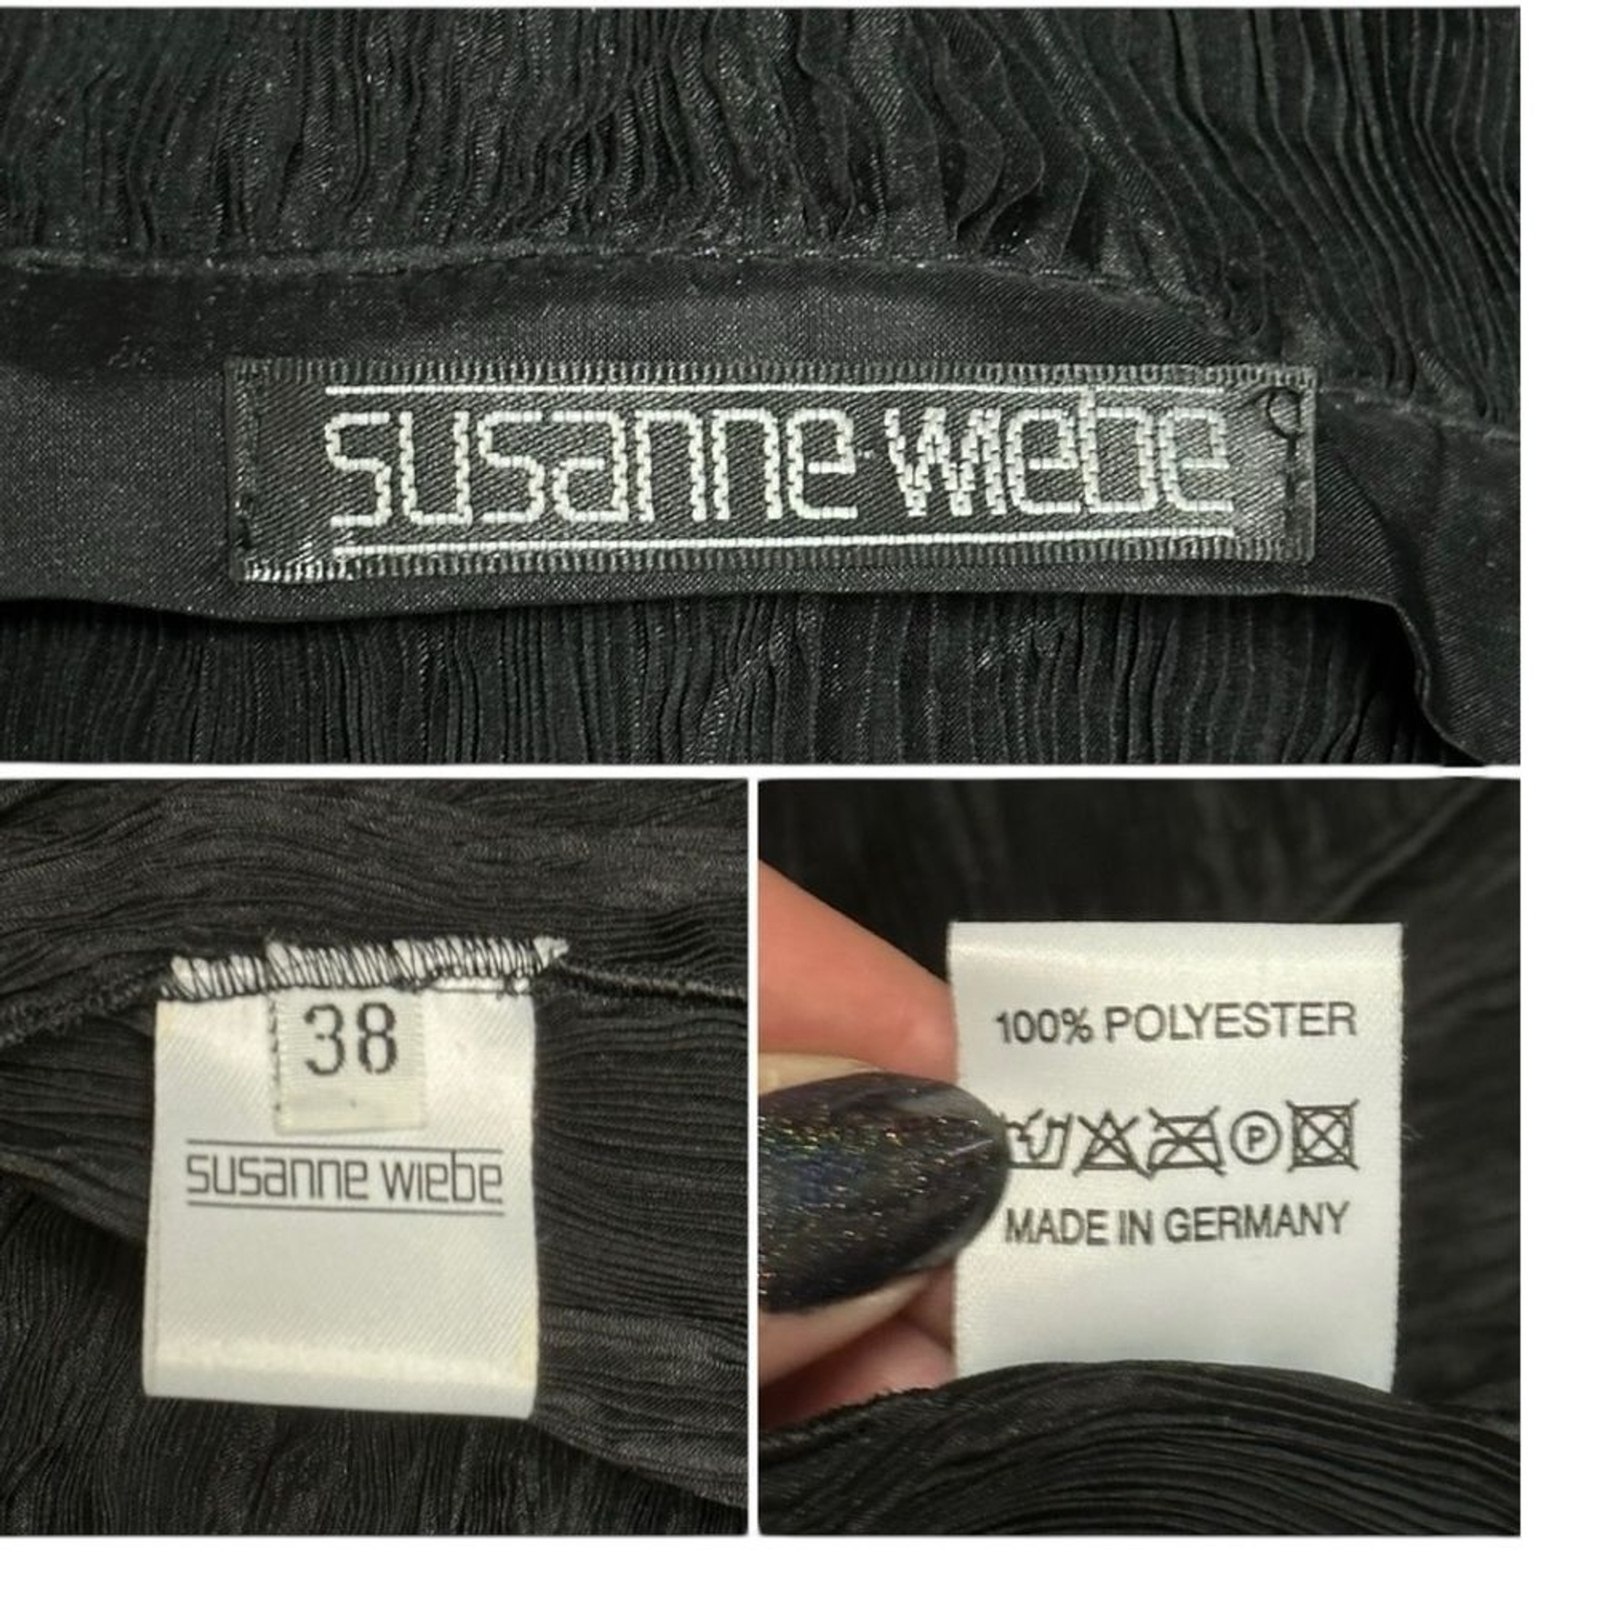 susanne wiebe
38
susanne wiebe
100% POLYESTER
P
MADE IN GERMANY